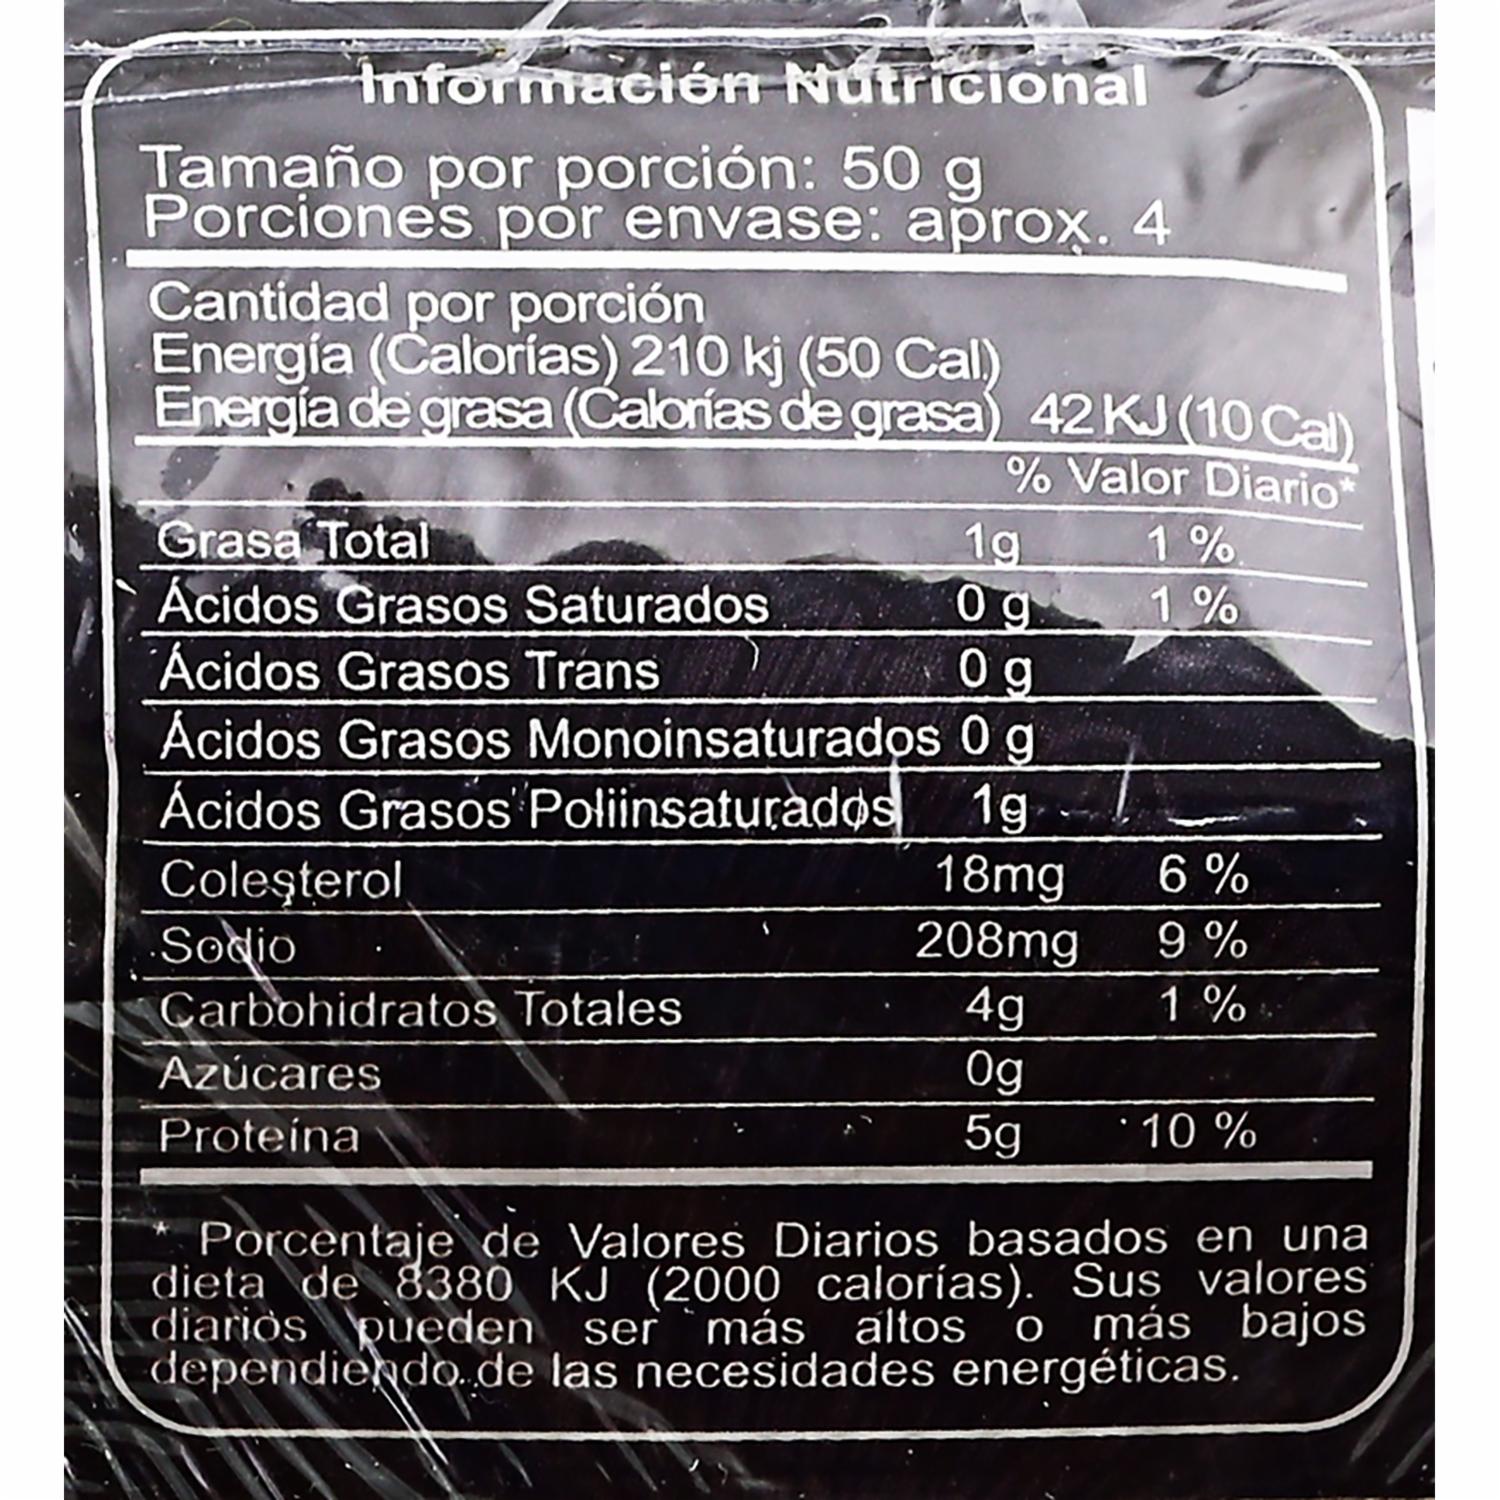 Información Nutricional
Tamaño por porción: 50 g
Porciones por envase: aprox. 4
Cantidad por porción
Energía (Calorías) 210 kj (50 Cal)
Energía de grasa (Calorías de grasa) 42 KJ (10 Cal)
% Valor Diario*
Grasa Total 1g 1 %
Ácidos Grasos Saturados 0 g 1 %
Ácidos Grasos Trans 0 g
Ácidos Grasos Monoinsaturados 0 g
Ácidos Grasos Poliinsaturados 1g
Colesterol 18mg 6 %
Sodio 208mg 9 %
Carbohidratos Totales 4g 1 %
Azúcares 0g
Proteína 5g 10 %
* Porcentaje de Valores Diarios basados en una
dieta de 8380 KJ (2000 calorías). Sus valores
diarios pueden ser más altos o más bajos
dependiendo de las necesidades energéticas.